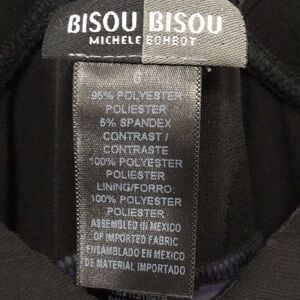 BISOU BISOU
MICHELE BOHBOT
6
95% POLYESTER
POLIESTER
5% SPANDEX
CONTRAST /
CONTRASTE
100% POLYESTER
POLIESTER
LINING/FORRO:
100% POLYESTER
POLIESTER
ASSEMBLED IN MEXICO
OF IMPORTED FABRIC
ENSAMBLADO EN MEXICO
DE MATERIAL IMPORTADO